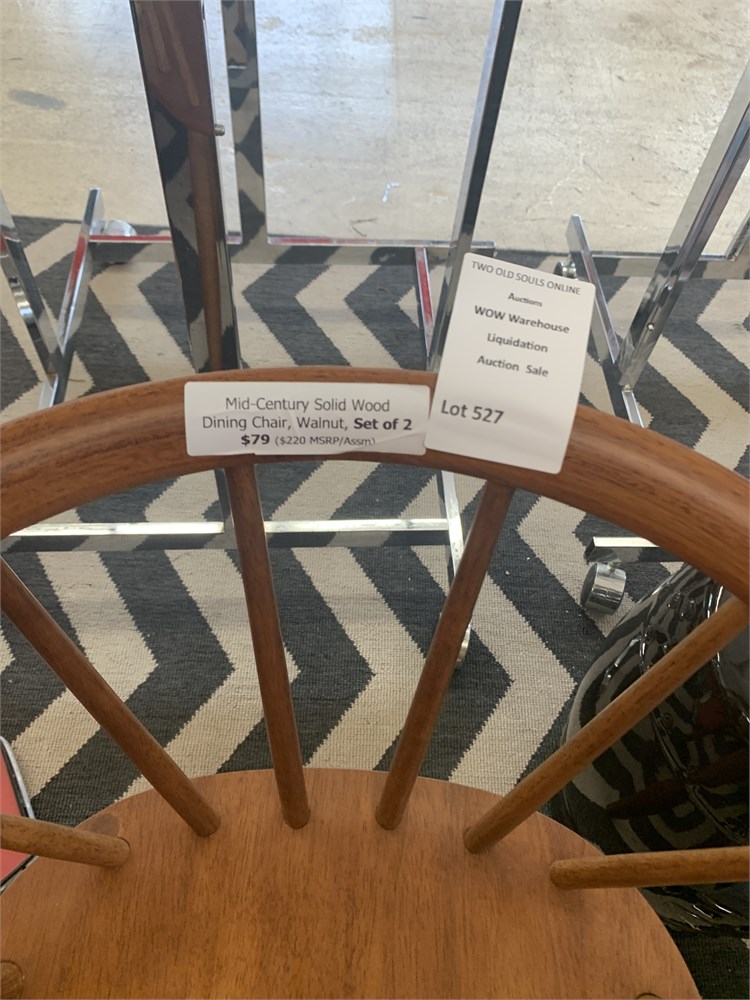 Mid-Century Solid Wood
Dining Chair, Walnut, Set of 2
$79 ($220 MSRP/Assm)
TWO OLD SOULS ONLINE
Auctions
WOW Warehouse
Liquidation
Auction Sale
Lot 527